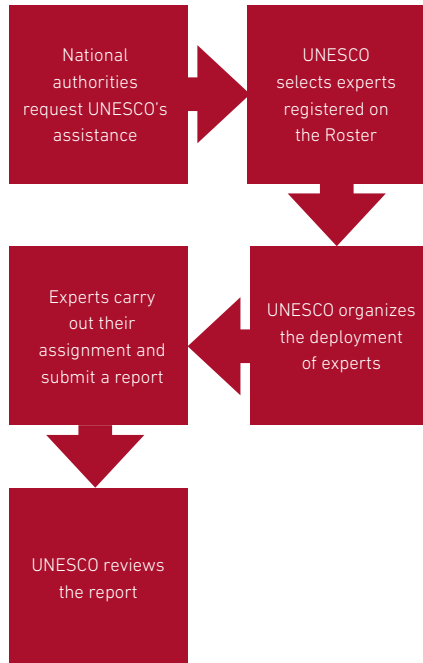 National
authorities
request UNESCO’s
assistance
UNESCO
selects experts
registered on
the Roster
UNESCO organizes
the deployment
of experts
Experts carry
out their
assignment and
submit a report
UNESCO reviews
the report